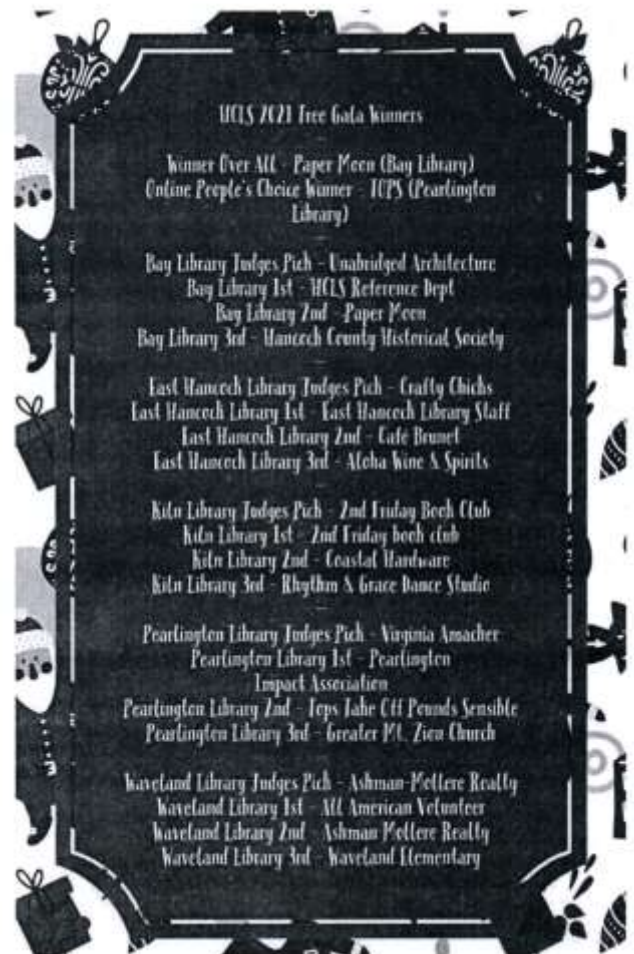 HCLS 2021 Tree Gala Winners
Winner Over All - Paper Moon (Bay Library)
Online People's Choice Winner - TOPS (Pearlington
Library)
Bay Library Judges Pick - Unabridged Architecture
Bay Library 1st - HCLS Reference Dept
Bay Library 2nd - Paper Moon
Bay Library 3rd - Hancock County Historical Society
East Hancock Library Judges Pick - Crafty Chicks
East Hancock Library 1st - East Hancock Library Staff
East Hancock Library 2nd - Cafe Brunet
East Hancock Library 3rd - Aloha Wine & Spirits
Kiln Library Judges Pick - 2nd Friday Book Club
Kiln Library 1st - 2nd Friday book club
Kiln Library 2nd - Coastal Hardware
Kiln Library 3rd - Rhythm & Grace Dance Studio
Pearlington Library Judges Pick - Virginia Amacher
Pearlington Library 1st - Pearlington
Impact Association
Pearlington Library 2nd - Tops Take Off Pounds Sensible
Pearlington Library 3rd - Greater Mt. Zion Church
Waveland Library Judges Pick - Ashman-Mollere Realty
Waveland Library 1st - All American Volunteer
Waveland Library 2nd - Ashman Mollere Realty
Waveland Library 3rd - Waveland Elementary